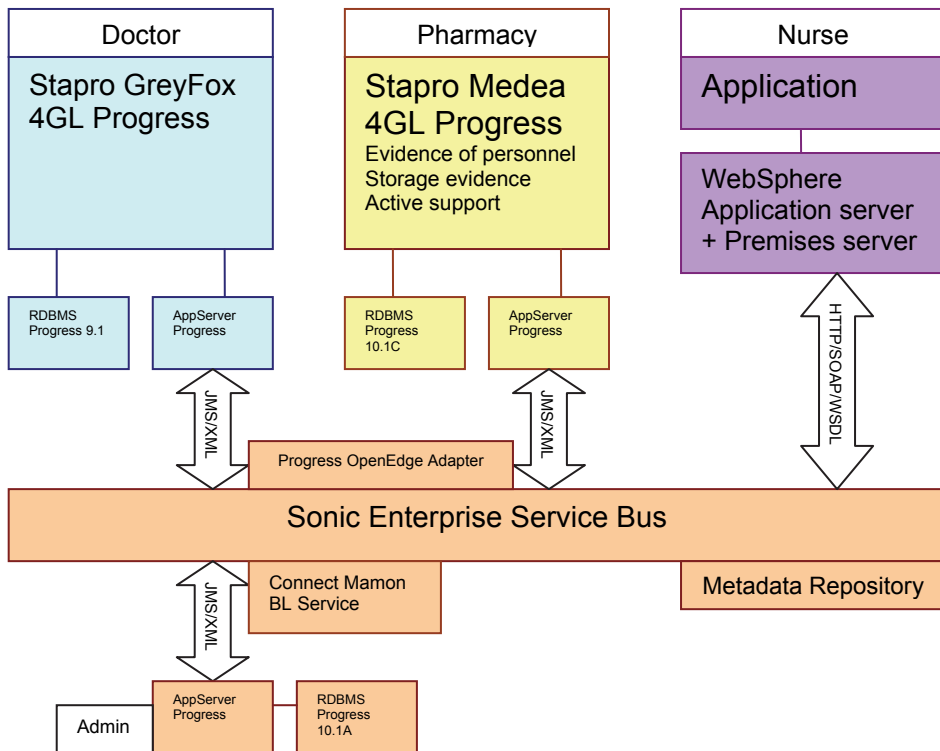 Doctor
Stapro GreyFox
4GL Progress
RDBMS
Progress 9.1
AppServer
Progress
Pharmacy
Stapro Medea
4GL Progress
Evidence of personnel
Storage evidence
Active support
RDBMS
Progress
10.1C
AppServer
Progress
Nurse
Application
WebSphere
Application server
+ Premises server
JMS/XML
JMS/XML
HTTP/SOAP/WSDL
Progress OpenEdge Adapter
Sonic Enterprise Service Bus
JMS/XML
Connect Mamon
BL Service
Metadata Repository
Admin
AppServer
Progress
RDBMS
Progress
10.1A